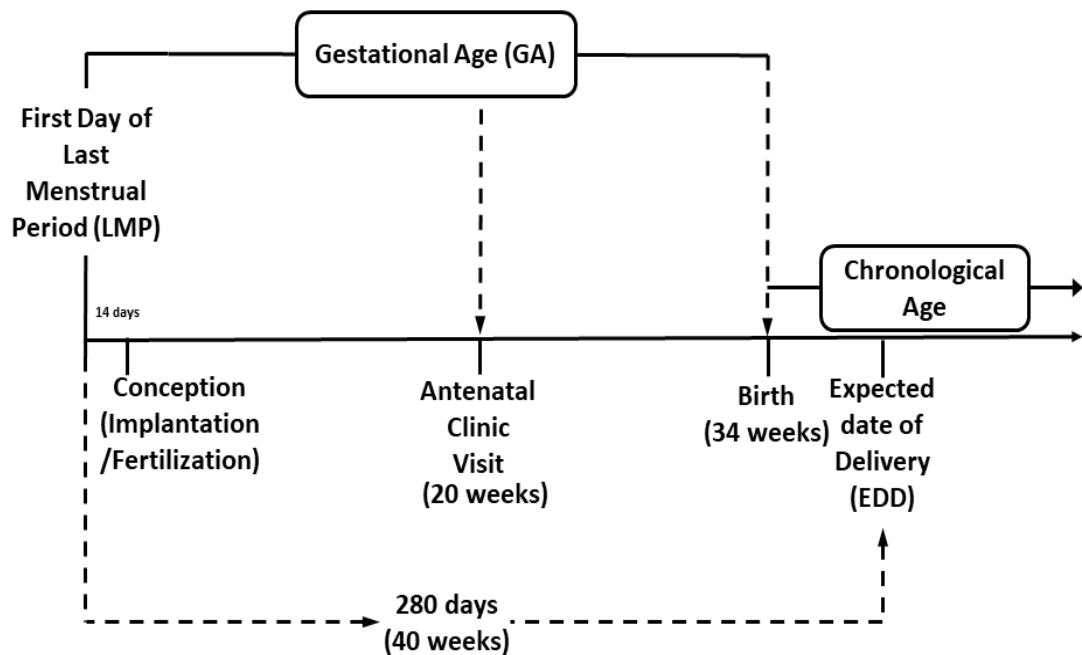 Gestational Age (GA)
First Day of
Last
Menstrual
Period (LMP)
Chronological
Age
14 days
Conception
(Implantation
/Fertilization)
Antenatal
Clinic
Visit
(20 weeks)
Birth
(34 weeks)
Expected
date of
Delivery
(EDD)
280 days
(40 weeks)